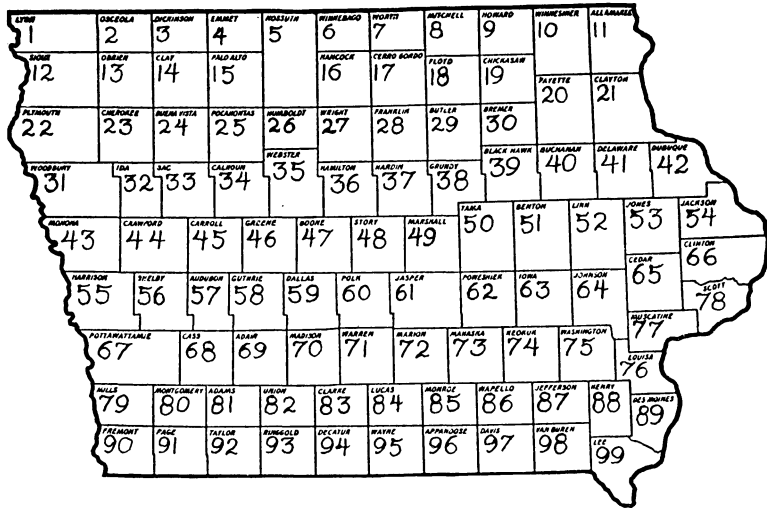 LYON OSCEOLA DICKINSON EMMET KOSSUTH WINNEBAGO WORTH MITCHELL HOWARD WINNESHIEK ALLAMAKEE
1 2 3 4 5 6 7 8 9 10 11
SIOUX OBRIEN CLAY PALO ALTO HANCOCK CERRO GORDO FLOYD CHICKASAW
12 13 14 15 16 17 18 19
FAYETTE CLAYTON
20 21
PLYMOUTH CHEROKEE BUENA VISTA POCAHONTAS HUMBOLDT WRIGHT FRANKLIN BUTLER BREMER
22 23 24 25 26 27 28 29 30
WOODBURY IDA SAC CALHOUN WEBSTER HAMILTON HARDIN GRUNDY BLACK HAWK BUCHANAN DELAWARE DUBUQUE
31 32 33 34 35 36 37 38 39 40 41 42
MONONA CRAWFORD CARROLL GREENE BOONE STORY MARSHALL TAMA BENTON LINN JONES JACKSON
43 44 45 46 47 48 49 50 51 52 53 54
HARRISON SHELBY AUDUBON GUTHRIE DALLAS POLK JASPER POWESHIEK IOWA JOHNSON CEDAR CLINTON
55 56 57 58 59 60 61 62 63 64 65 66
POTTAWATTAMIE CASS ADAIR MADISON WARREN MARION MAHASKA KEOKUK WASHINGTON LOUISA MUSCATINE SCOTT
67 68 69 70 71 72 73 74 75 76 77 78
MILLS MONTGOMERY ADAMS UNION CLARKE LUCAS MONROE WAPELLO JEFFERSON HENRY DES MOINES
79 80 81 82 83 84 85 86 87 88 89
FREMONT PAGE TAYLOR RINGGOLD DECATUR WAYNE APPANOOSE DAVIS VAN BUREN LEE
90 91 92 93 94 95 96 97 98 99